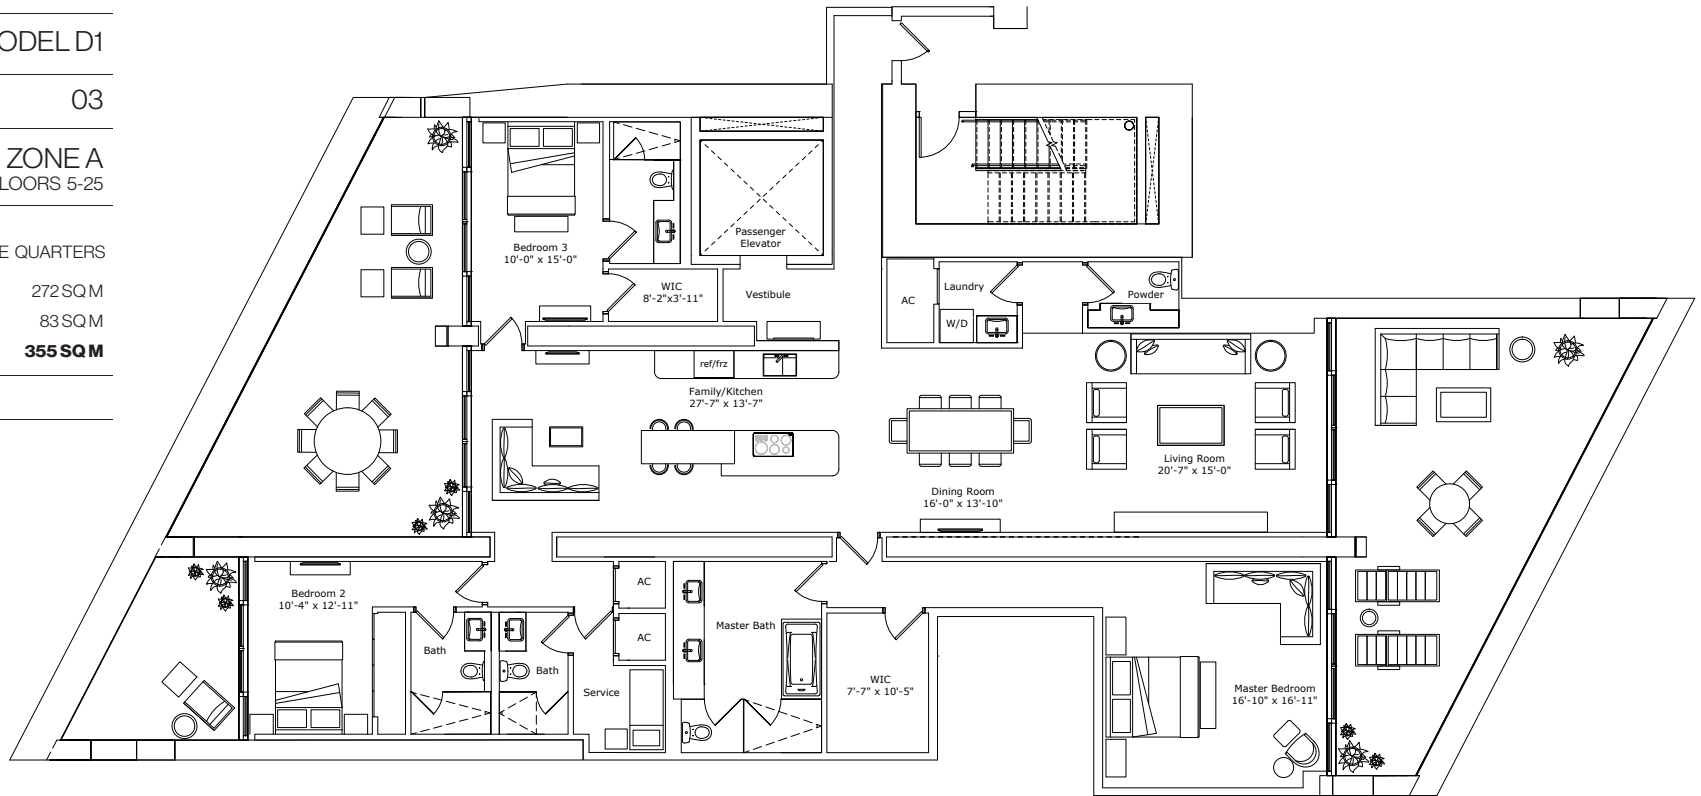 ODEL D1
03
ZONE A
LOORS 5-25
E QUARTERS
272 SQ M
83 SQ M
355 SQ M
Bedroom 3
10'-0" x 15'-0"
Passenger
Elevator
WIC
8'-2"x3'-11"
Vestibule
AC
Laundry
W/D
Powder
ref/frz
Family/Kitchen
27'-7" x 13'-7"
Living Room
20'-7" x 15'-0"
Dining Room
16'-0" x 13'-10"
Bedroom 2
10'-4" x 12'-11"
AC
AC
Bath
Bath
Service
Master Bath
WIC
7'-7" x 10'-5"
Master Bedroom
16'-10" x 16'-11"